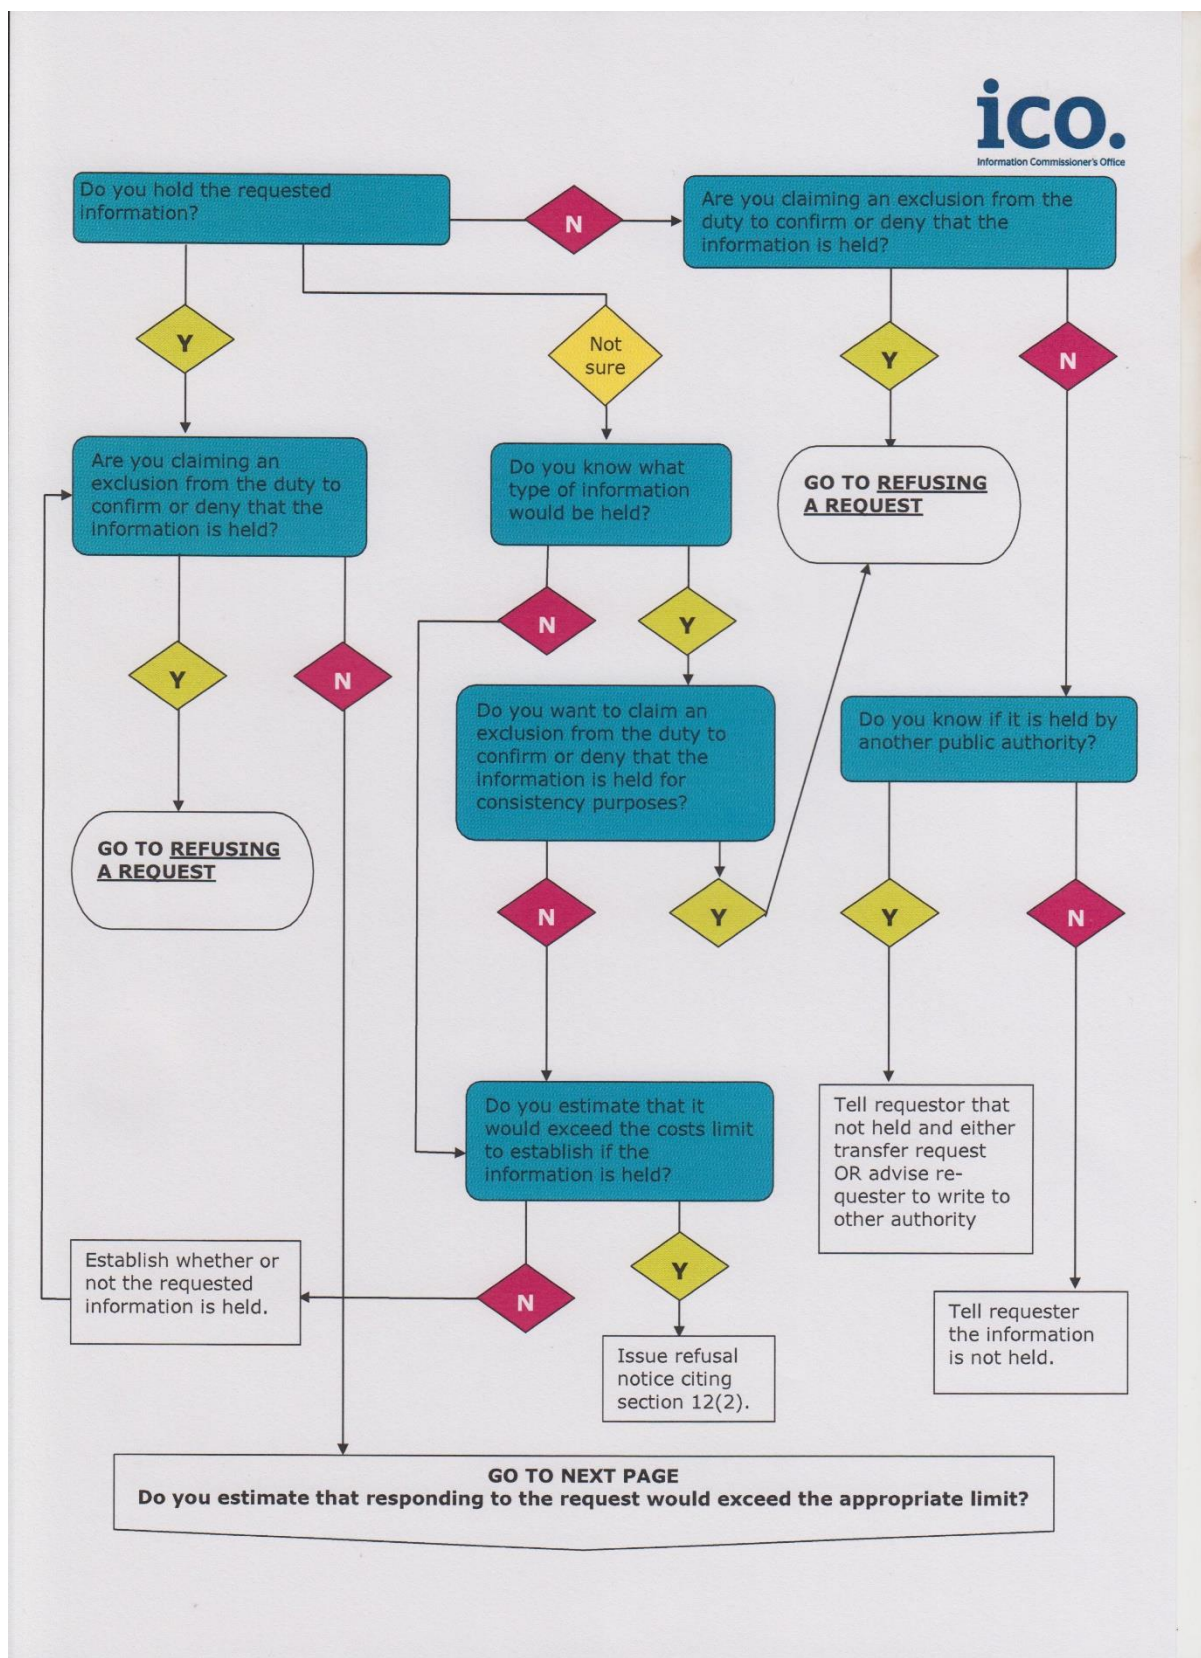 ico.
Information Commissioner's Office
Do you hold the requested
information?
N
Are you claiming an exclusion from the
duty to confirm or deny that the
information is held?
Y
Not
sure
Y
N
Are you claiming an
exclusion from the duty to
confirm or deny that the
information is held?
Do you know what
type of information
would be held?
GO TO REFUSING
A REQUEST
N
Y
Y
N
Do you want to claim an
exclusion from the duty to
confirm or deny that the
information is held for
consistency purposes?
Do you know if it is held by
another public authority?
GO TO REFUSING
A REQUEST
N
Y
Y
N
Do you estimate that it
would exceed the costs limit
to establish if the
information is held?
Tell requestor that
not held and either
transfer request
OR advise re-
quester to write to
other authority
Establish whether or
not the requested
information is held.
N
Y
Tell requester
the information
is not held.
Issue refusal
notice citing
section 12(2).
GO TO NEXT PAGE
Do you estimate that responding to the request would exceed the appropriate limit?